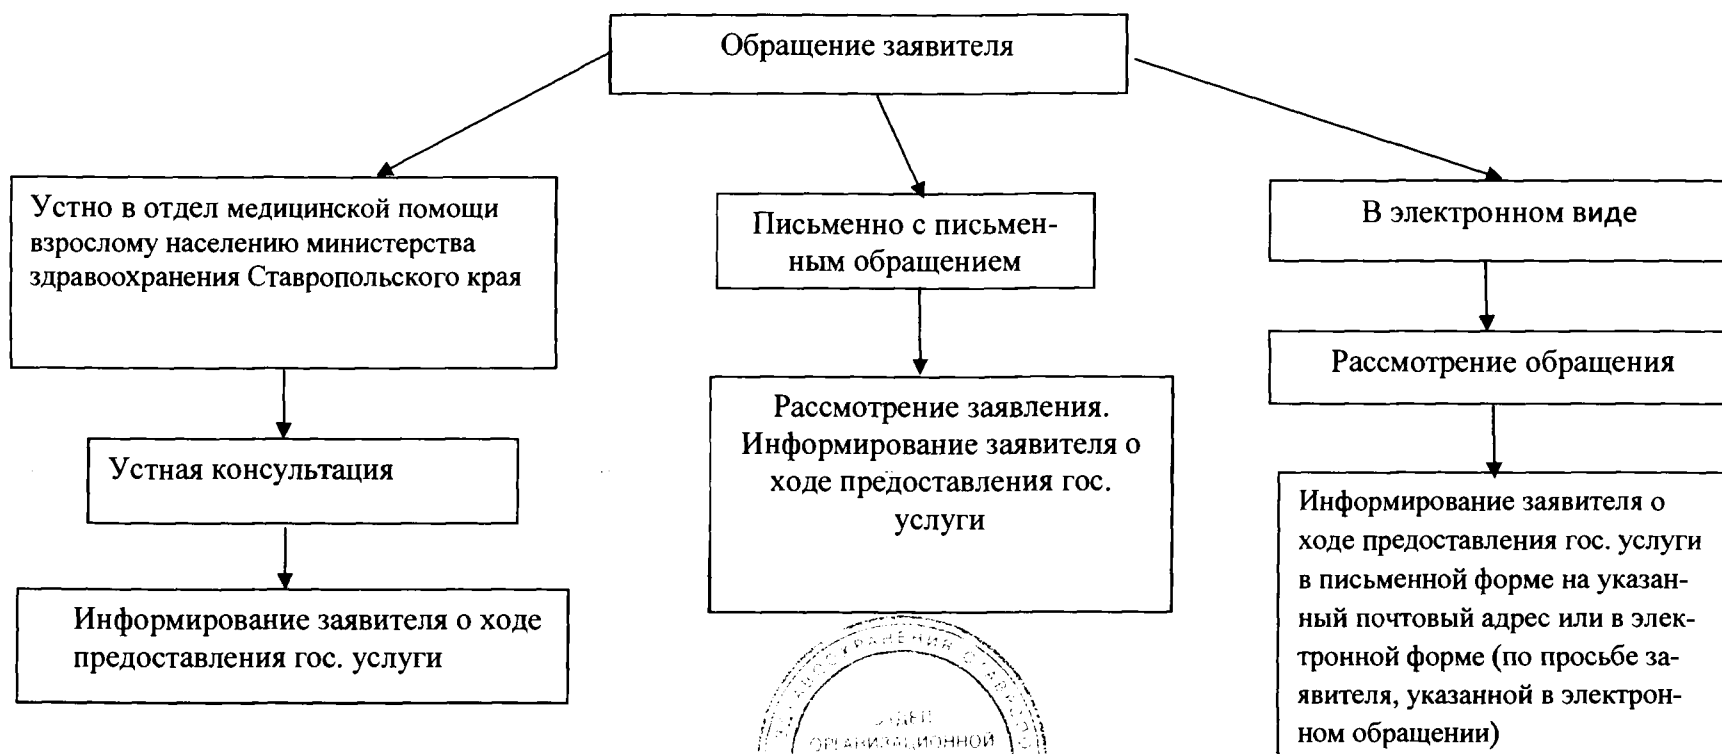 Обращение заявителя
Устно в отдел медицинской помощи
взрослому населению министерства
здравоохранения Ставропольского края
Письменно с письмен-
ным обращением
В электронном виде
Рассмотрение обращения
Рассмотрение заявления.
Информирование заявителя о
ходе предоставления гос.
услуги
Устная консультация
Информирование заявителя о ходе
предоставления гос. услуги
Информирование заявителя о
ходе предоставления гос. услуги
в письменной форме на указан-
ный почтовый адрес или в элек-
тронной форме (по просьбе за-
явителя, указанной в электрон-
ном обращении)
ОРГАНИЗАЦИОННОЙ